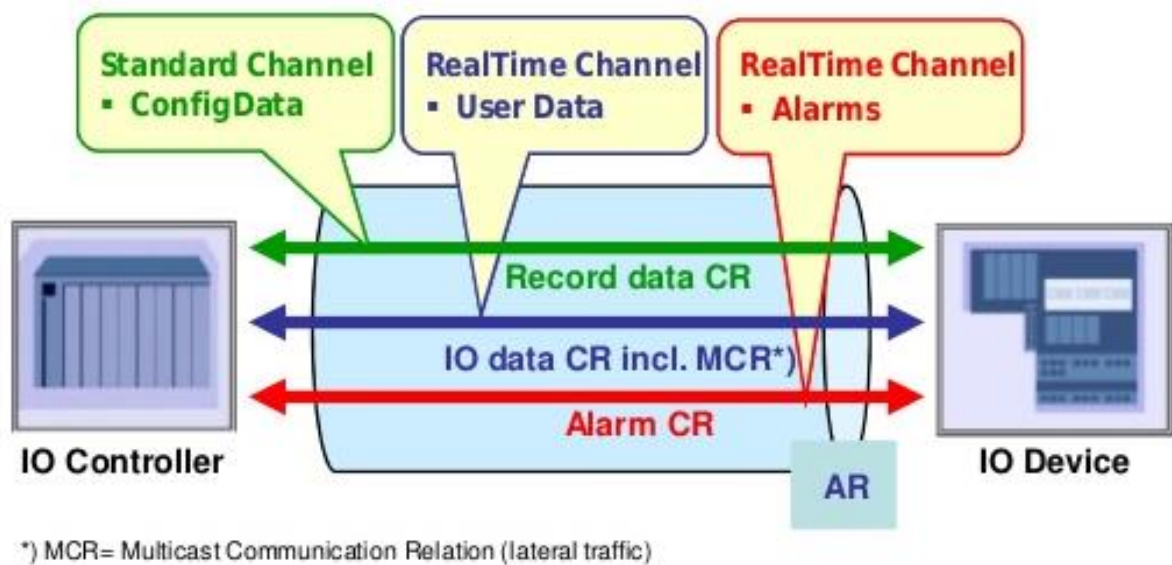 Standard Channel
▪ ConfigData
RealTime Channel
▪ User Data
RealTime Channel
▪ Alarms
Record data CR
IO data CR incl. MCR*)
Alarm CR
IO Controller
IO Device
AR
*) MCR= Multicast Communication Relation (lateral traffic)